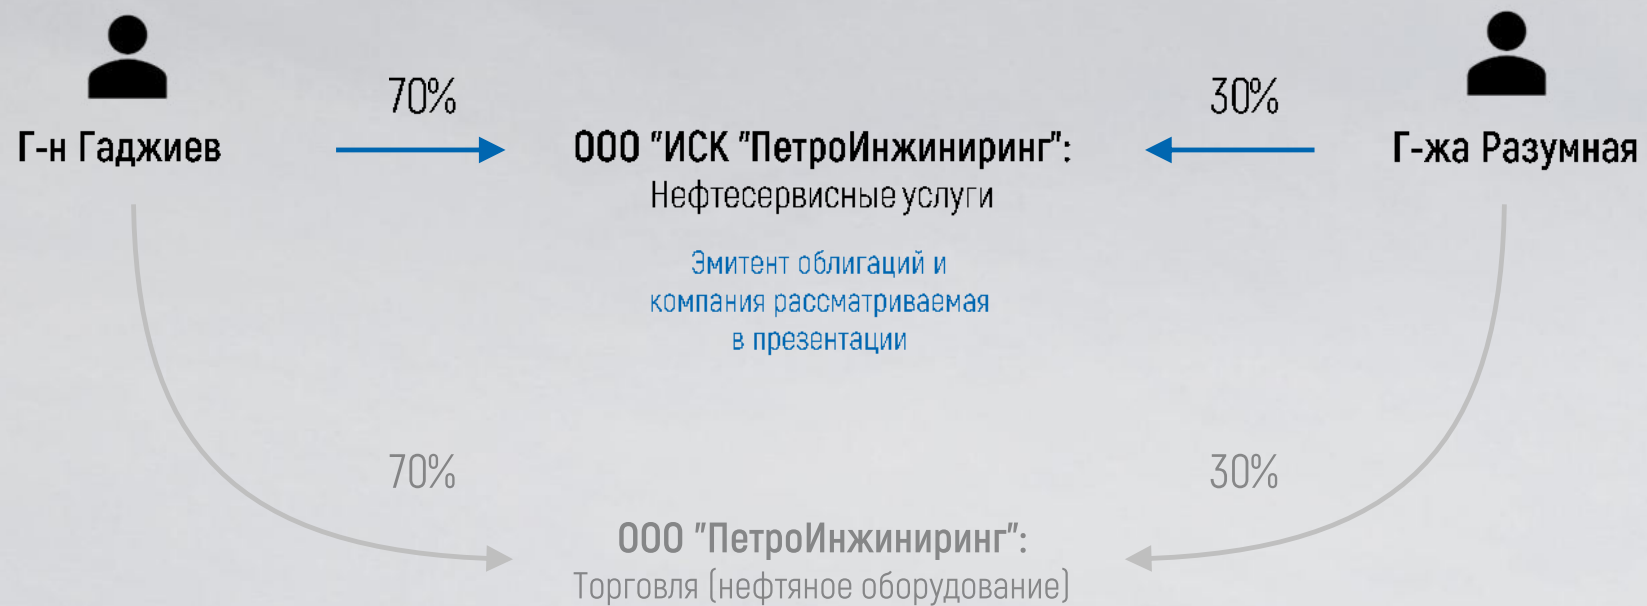 70%
30%
Г-н Гаджиев
ООО "ИСК "ПетроИнжиниринг":
Г-жа Разумная
Нефтесервисные услуги
Эмитент облигаций и
компания рассматриваемая
в презентации
70%
30%
ООО "ПетроИнжиниринг":
Торговля (нефтяное оборудование)